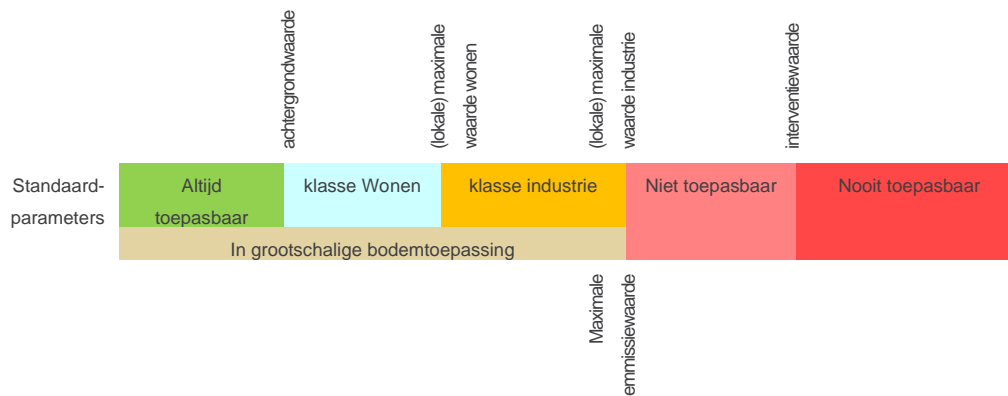 achtergrondwaarde
(lokale) maximale
waarde wonen
(lokale) maximale
waarde industrie
interventiewaarde
Standaard-
parameters
Altijd
toepasbaar
klasse Wonen
klasse industrie
Niet toepasbaar
Nooit toepasbaar
In grootschalige bodemtoepassing
Maximale
emmissiewaarde